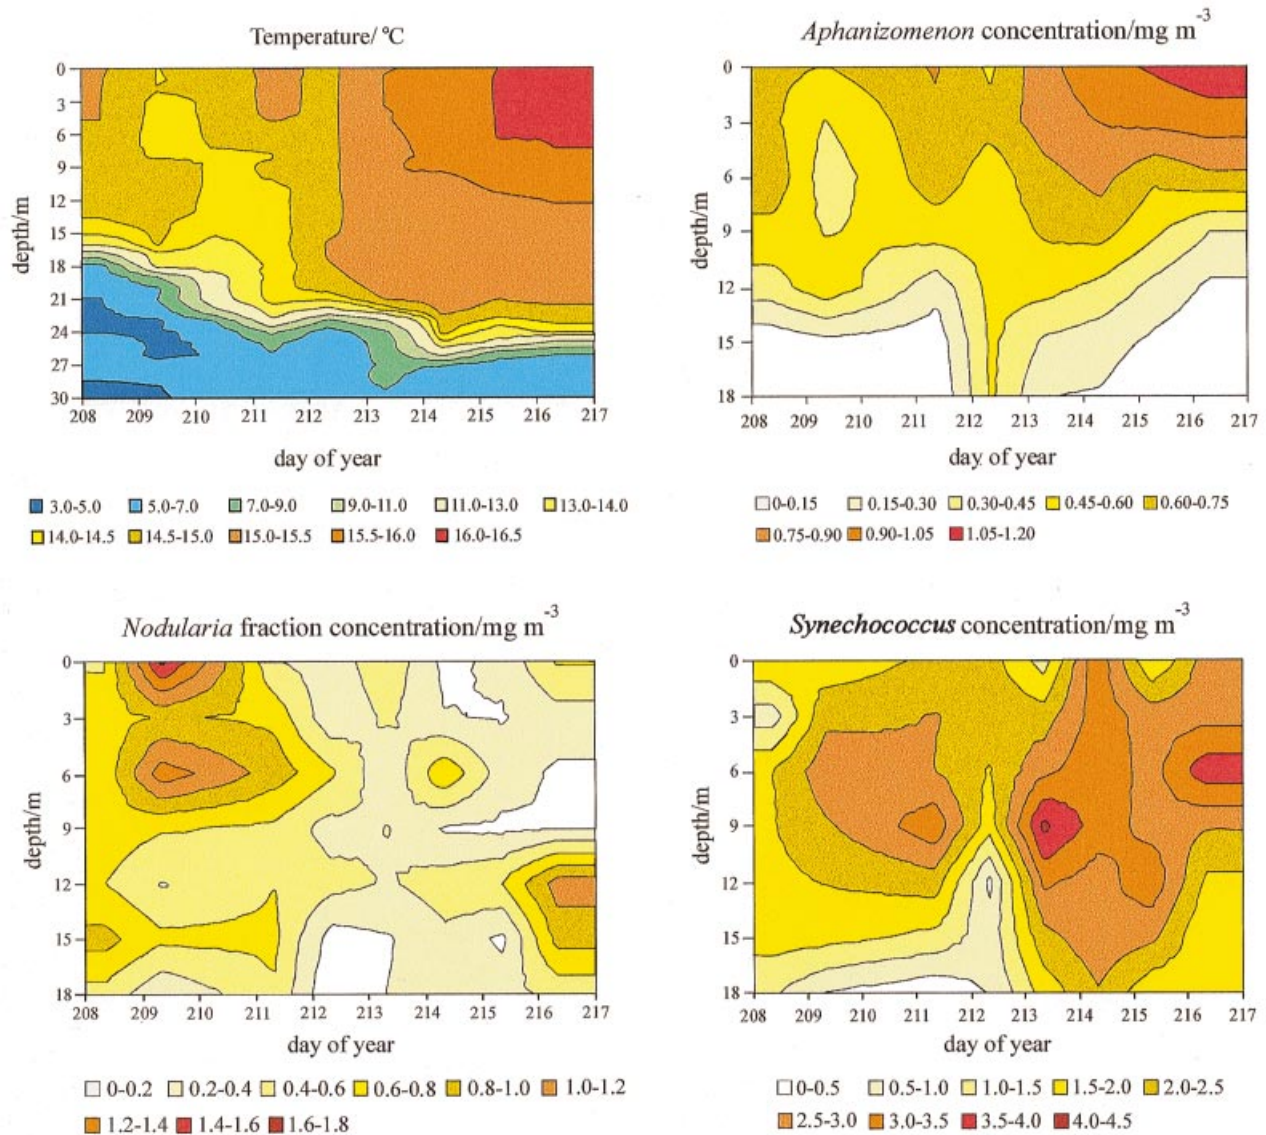 Temperature/ °C
0
3
6
9
12
15
18
21
24
27
30
depth/m
208 209 210 211 212 213 214 215 216 217
day of year
3.0-5.0 5.0-7.0 7.0-9.0 9.0-11.0 11.0-13.0 13.0-14.0
14.0-14.5 14.5-15.0 15.0-15.5 15.5-16.0 16.0-16.5
Aphanizomenon concentration/mg m-3
0
3
6
9
12
15
18
depth/m
208 209 210 211 212 213 214 215 216 217
day of year
0-0.15 0.15-0.30 0.30-0.45 0.45-0.60 0.60-0.75
0.75-0.90 0.90-1.05 1.05-1.20
Nodularia fraction concentration/mg m-3
0
3
6
9
12
15
18
depth/m
208 209 210 211 212 213 214 215 216 217
day of year
0-0.2 0.2-0.4 0.4-0.6 0.6-0.8 0.8-1.0 1.0-1.2
1.2-1.4 1.4-1.6 1.6-1.8
Synechococcus concentration/mg m-3
0
3
6
9
12
15
18
depth/m
208 209 210 211 212 213 214 215 216 217
day of year
0-0.5 0.5-1.0 1.0-1.5 1.5-2.0 2.0-2.5
2.5-3.0 3.0-3.5 3.5-4.0 4.0-4.5